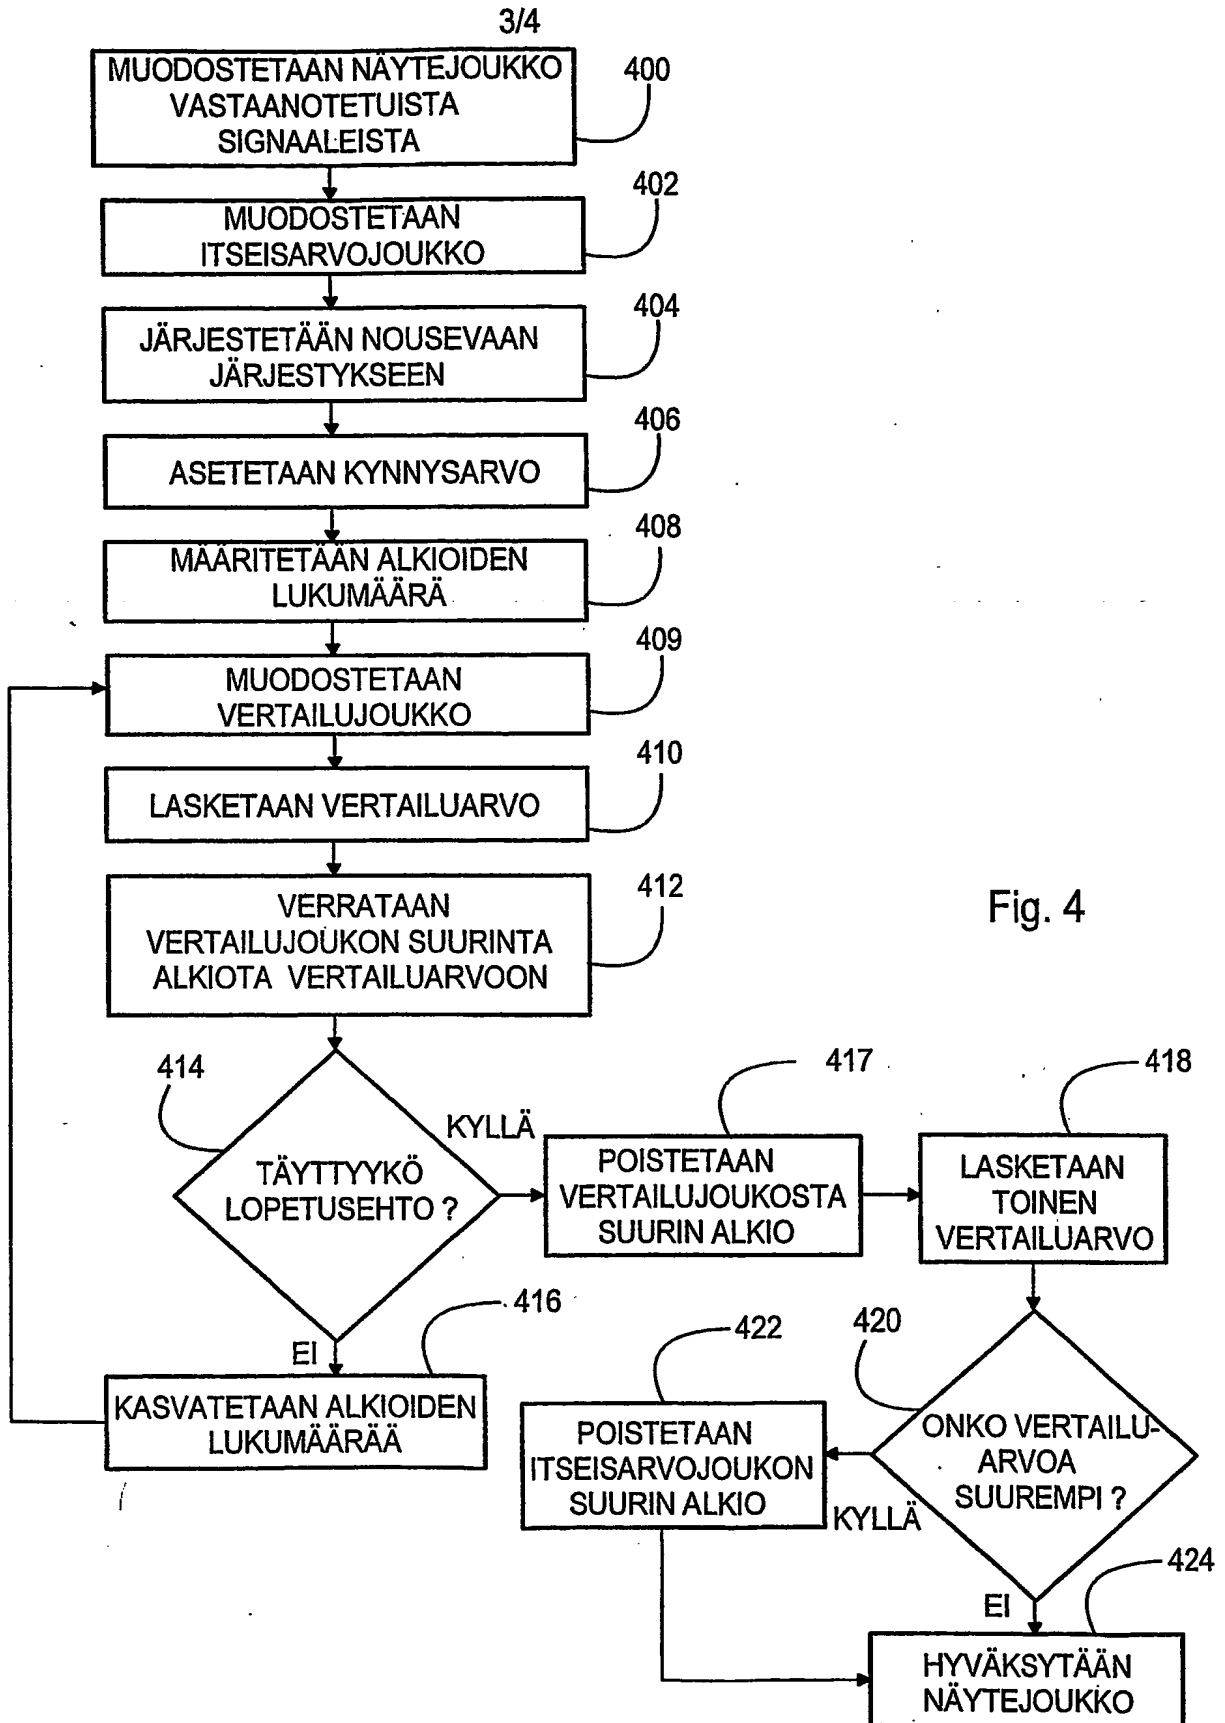 3/4
MUODOSTETAAN NÄYTEJOUKKO
VASTAANOTETUISTA
SIGNAALEISTA
400
MUODOSTETAAN
ITSEISARVOJOUKKO
402
JÄRJESTETÄÄN NOUSEVAAN
JÄRJESTYKSEEN
404
ASETETAAN KYNNYSARVO
406
MÄÄRITETÄÄN ALKIOIDEN
LUKUMÄÄRÄ
408
MUODOSTETAAN
VERTAILUJOUKKO
409
LASKETAAN VERTAILUARVO
410
VERRATAAN
VERTAILUJOUKON SUURINTA
ALKIOTA VERTAILUARVOON
412
Fig. 4
414
TÄYTTYYKÖ
LOPETUSEHTO ?
KYLLÄ
EI
416
KASVATETAAN ALKIOIDEN
LUKUMÄÄRÄÄ
417
POISTETAAN
VERTAILUJOUKOSTA
SUURIN ALKIO
418
LASKETAAN
TOINEN
VERTAILUARVO
420
ONKO VERTAILU-
ARVOA
SUUREMPI ?
KYLLÄ
EI
422
POISTETAAN
ITSEISARVOJOUKON
SUURIN ALKIO
424
HYVÄKSYTÄÄN
NÄYTEJOUKKO